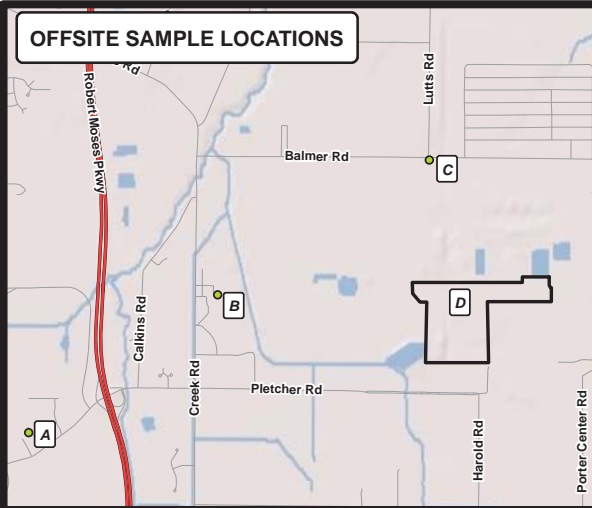 OFFSITE SAMPLE LOCATIONS
Rd
Robert Moses Pkwy
Lutts Rd
Balmer Rd
C
B
D
Calkins Rd
Creek Rd
Pletcher Rd
A
Harold Rd
Porter Center Rd